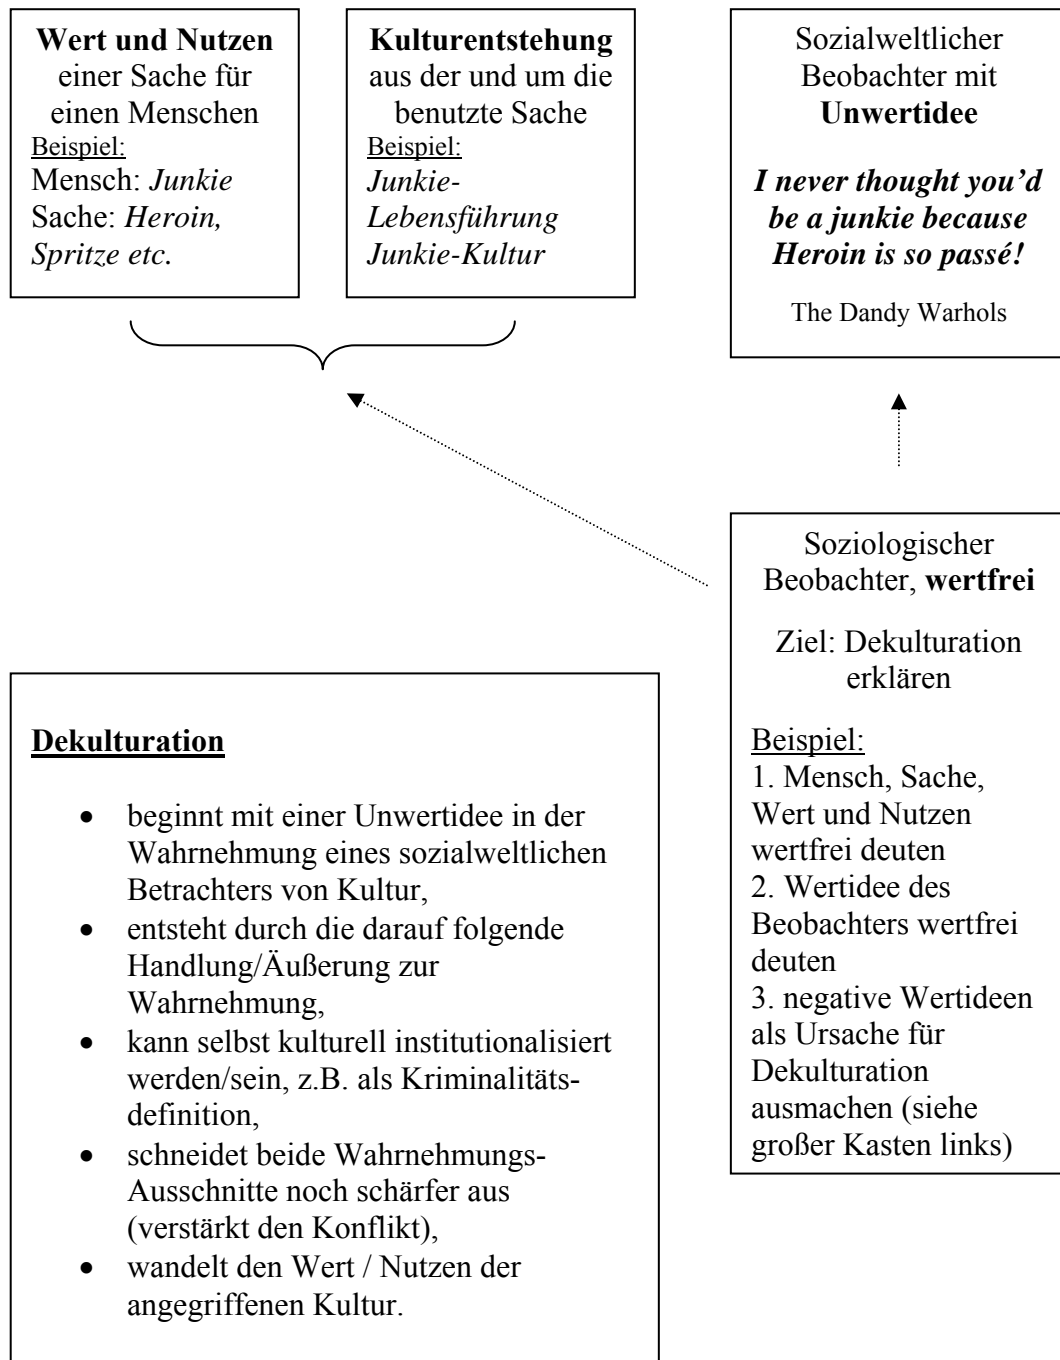 Wert und Nutzen
einer Sache für
einen Menschen
Beispiel:
Mensch: Junkie
Sache: Heroin,
Spritze etc.
Kulturentstehung
aus der und um die
benutzte Sache
Beispiel:
Junkie-
Lebensführung
Junkie-Kultur
Sozialweltlicher
Beobachter mit
Unwertidee
I never thought you’d
be a junkie because
Heroin is so passé!
The Dandy Warhols
Soziologischer
Beobachter, wertfrei
Ziel: Dekulturation
erklären
Beispiel:
1. Mensch, Sache,
Wert und Nutzen
wertfrei deuten
2. Wertidee des
Beobachters wertfrei
deuten
3. negative Wertideen
als Ursache für
Dekulturation
ausmachen (siehe
großer Kasten links)
Dekulturation
• beginnt mit einer Unwertidee in der
Wahrnehmung eines sozialweltlichen
Betrachters von Kultur,
• entsteht durch die darauf folgende
Handlung/Äußerung zur
Wahrnehmung,
• kann selbst kulturell institutionalisiert
werden/sein, z.B. als Kriminalitäts-
definition,
• schneidet beide Wahrnehmungs-
Ausschnitte noch schärfer aus
(verstärkt den Konflikt),
• wandelt den Wert / Nutzen der
angegriffenen Kultur.